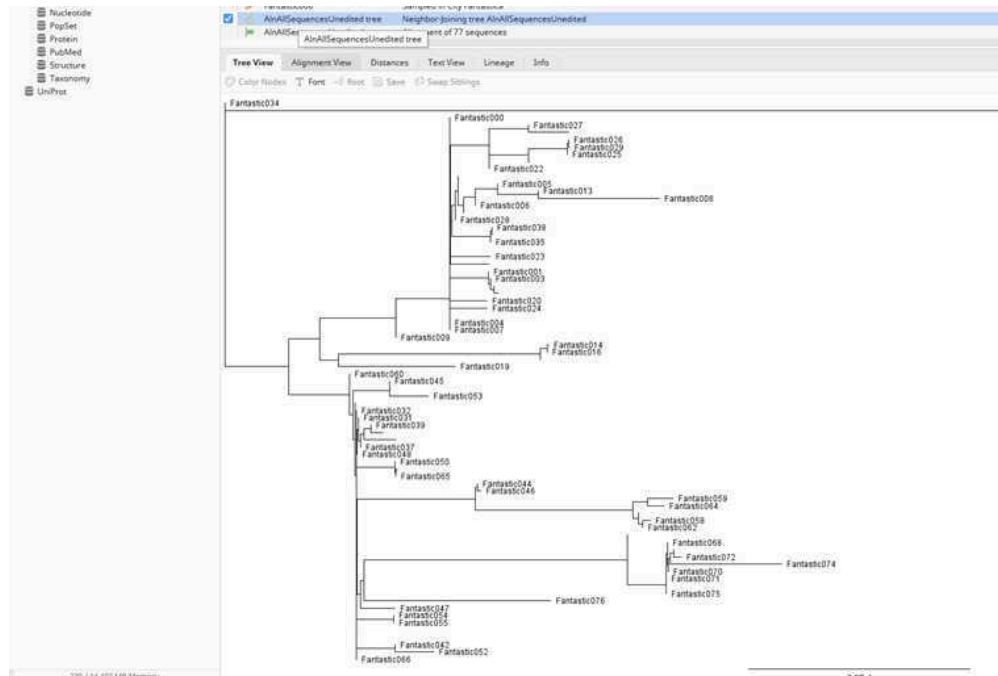 Nucleotide
PopSet
Protein
PubMed
Structure
Taxonomy
UniProt
AlnAllSequencesUnedited tree Neighbor-Joining tree AlnAllSequencesUnedited
of 77 sequences
AlnAllSequencesUnedited tree
Tree View Alignment View Distances Text View Lineage Info
Color Nodes Font Root Save Swap Siblings
Fantastic034
Fantastic000
Fantastic027
Fantastic026
Fantastic029
Fantastic025
Fantastic022
Fantastic005
Fantastic013
Fantastic008
Fantastic006
Fantastic028
Fantastic038
Fantastic035
Fantastic023
Fantastic001
Fantastic003
Fantastic020
Fantastic024
Fantastic004
Fantastic007
Fantastic009
Fantastic014
Fantastic016
Fantastic019
Fantastic060
Fantastic045
Fantastic053
Fantastic032
Fantastic031
Fantastic039
Fantastic037
Fantastic048
Fantastic050
Fantastic065
Fantastic044
Fantastic046
Fantastic059
Fantastic064
Fantastic058
Fantastic062
Fantastic068
Fantastic072
Fantastic074
Fantastic070
Fantastic071
Fantastic075
Fantastic076
Fantastic047
Fantastic054
Fantastic055
Fantastic042
Fantastic052
Fantastic066